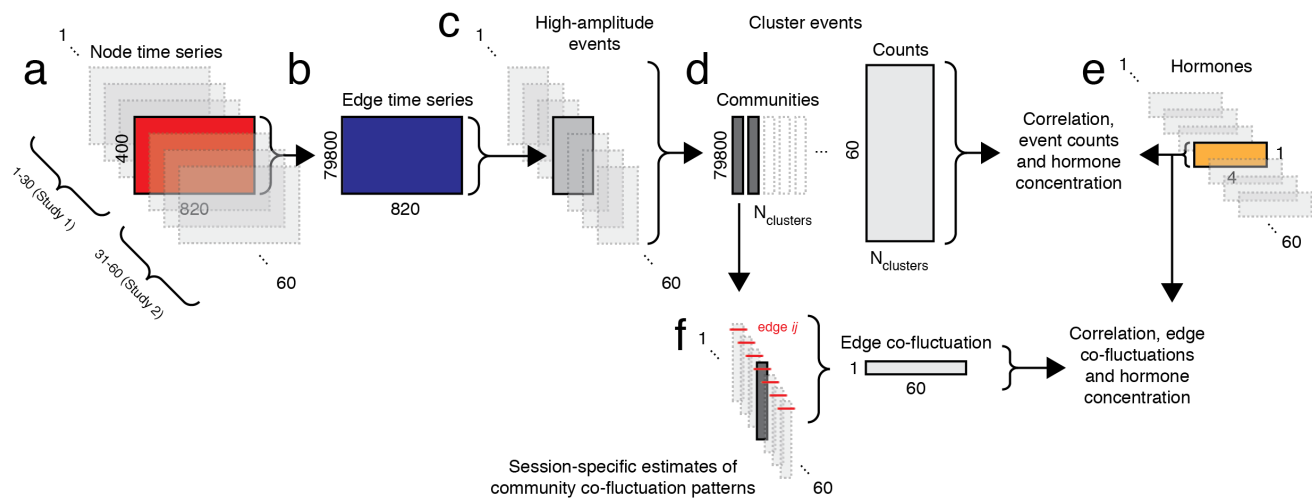 a
1
...
Node time series
400
820
1-30 (Study 1)
31-60 (Study 2)
...
60
b
Edge time series
79800
820
c
1
...
High-amplitude
events
...
60
Cluster events
d
Communities
79800
...
N_clusters
Counts
60
N_clusters
Correlation,
event counts
and hormone
concentration
e
1
...
Hormones
1
4
...
60
f
1
...
edge ij
...
60
Session-specific estimates of
community co-fluctuation patterns
Edge co-fluctuation
1
60
Correlation, edge
co-fluctuations
and hormone
concentration